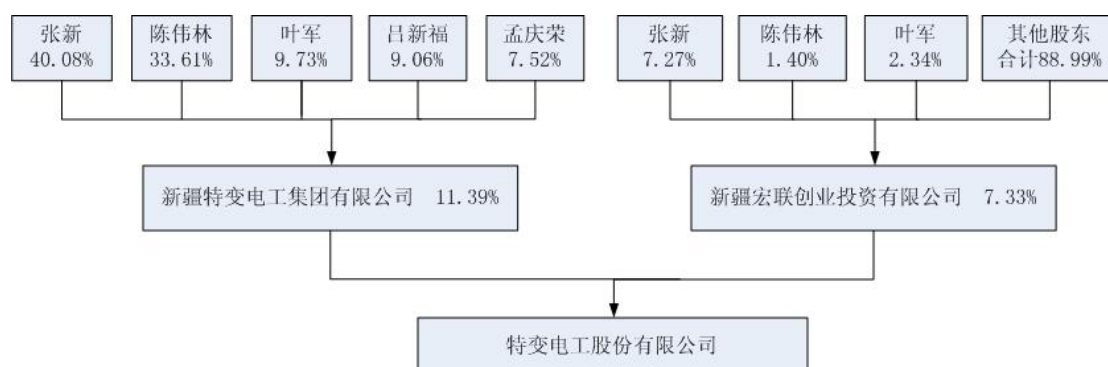 张新
40.08%
陈伟林
33.61%
叶军
9.73%
吕新福
9.06%
孟庆荣
7.52%
张新
7.27%
陈伟林
1.40%
叶军
2.34%
其他股东
合计88.99%
新疆特变电工集团有限公司 11.39%
新疆宏联创业投资有限公司 7.33%
特变电工股份有限公司